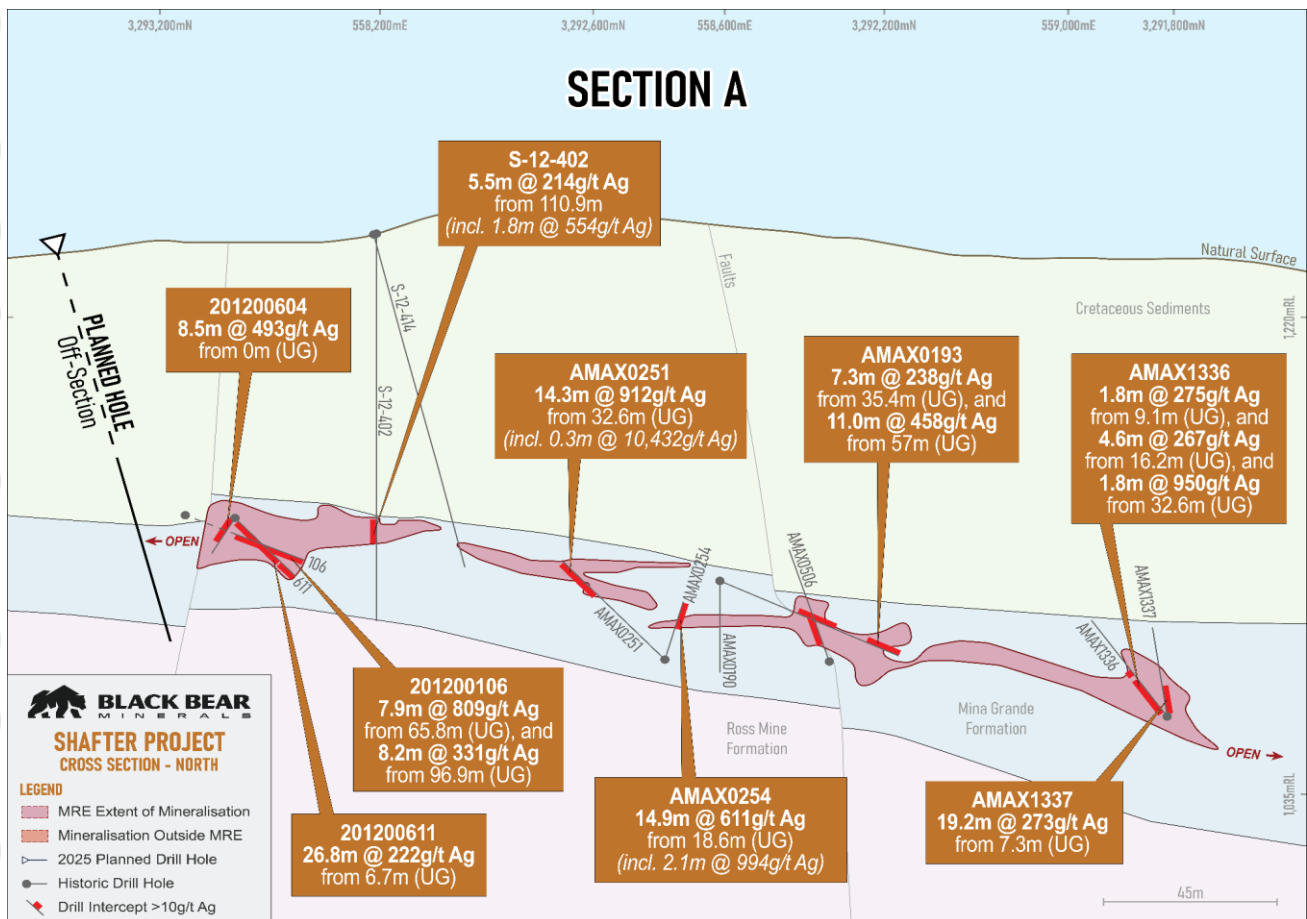 3,293,200mN
558,200mE
3,292,600mN
558,600mE
3,292,200mN
559,000mE
3,291,800mN
SECTION A
S-12-402
5.5m @ 214g/t Ag
from 110.9m
(incl. 1.8m @ 554g/t Ag)
Natural Surface
Faults
Cretaceous Sediments
1,220mRL
PLANNED HOLE
Off-Section
201200604
8.5m @ 493g/t Ag
from 0m (UG)
S-12-414
S-12-402
AMAX0251
14.3m @ 912g/t Ag
from 32.6m (UG)
(incl. 0.3m @ 10,432g/t Ag)
AMAX0193
7.3m @ 238g/t Ag
from 35.4m (UG), and
11.0m @ 458g/t Ag
from 57m (UG)
AMAX1336
1.8m @ 275g/t Ag
from 9.1m (UG), and
4.6m @ 267g/t Ag
from 16.2m (UG), and
1.8m @ 950g/t Ag
from 32.6m (UG)
OPEN
106
611
AMAX0251
AMAX0254
AMAX0190
AMAX0506
AMAX1336
AMAX1337
OPEN
Mina Grande
Formation
Ross Mine
Formation
1,035mRL
201200106
7.9m @ 809g/t Ag
from 65.8m (UG), and
8.2m @ 331g/t Ag
from 96.9m (UG)
201200611
26.8m @ 222g/t Ag
from 6.7m (UG)
AMAX0254
14.9m @ 611g/t Ag
from 18.6m (UG)
(incl. 2.1m @ 994g/t Ag)
AMAX1337
19.2m @ 273g/t Ag
from 7.3m (UG)
45m
BLACK BEAR
MINERALS
SHAFTER PROJECT
CROSS SECTION - NORTH
LEGEND
MRE Extent of Mineralisation
Mineralisation Outside MRE
2025 Planned Drill Hole
Historic Drill Hole
Drill Intercept >10g/t Ag